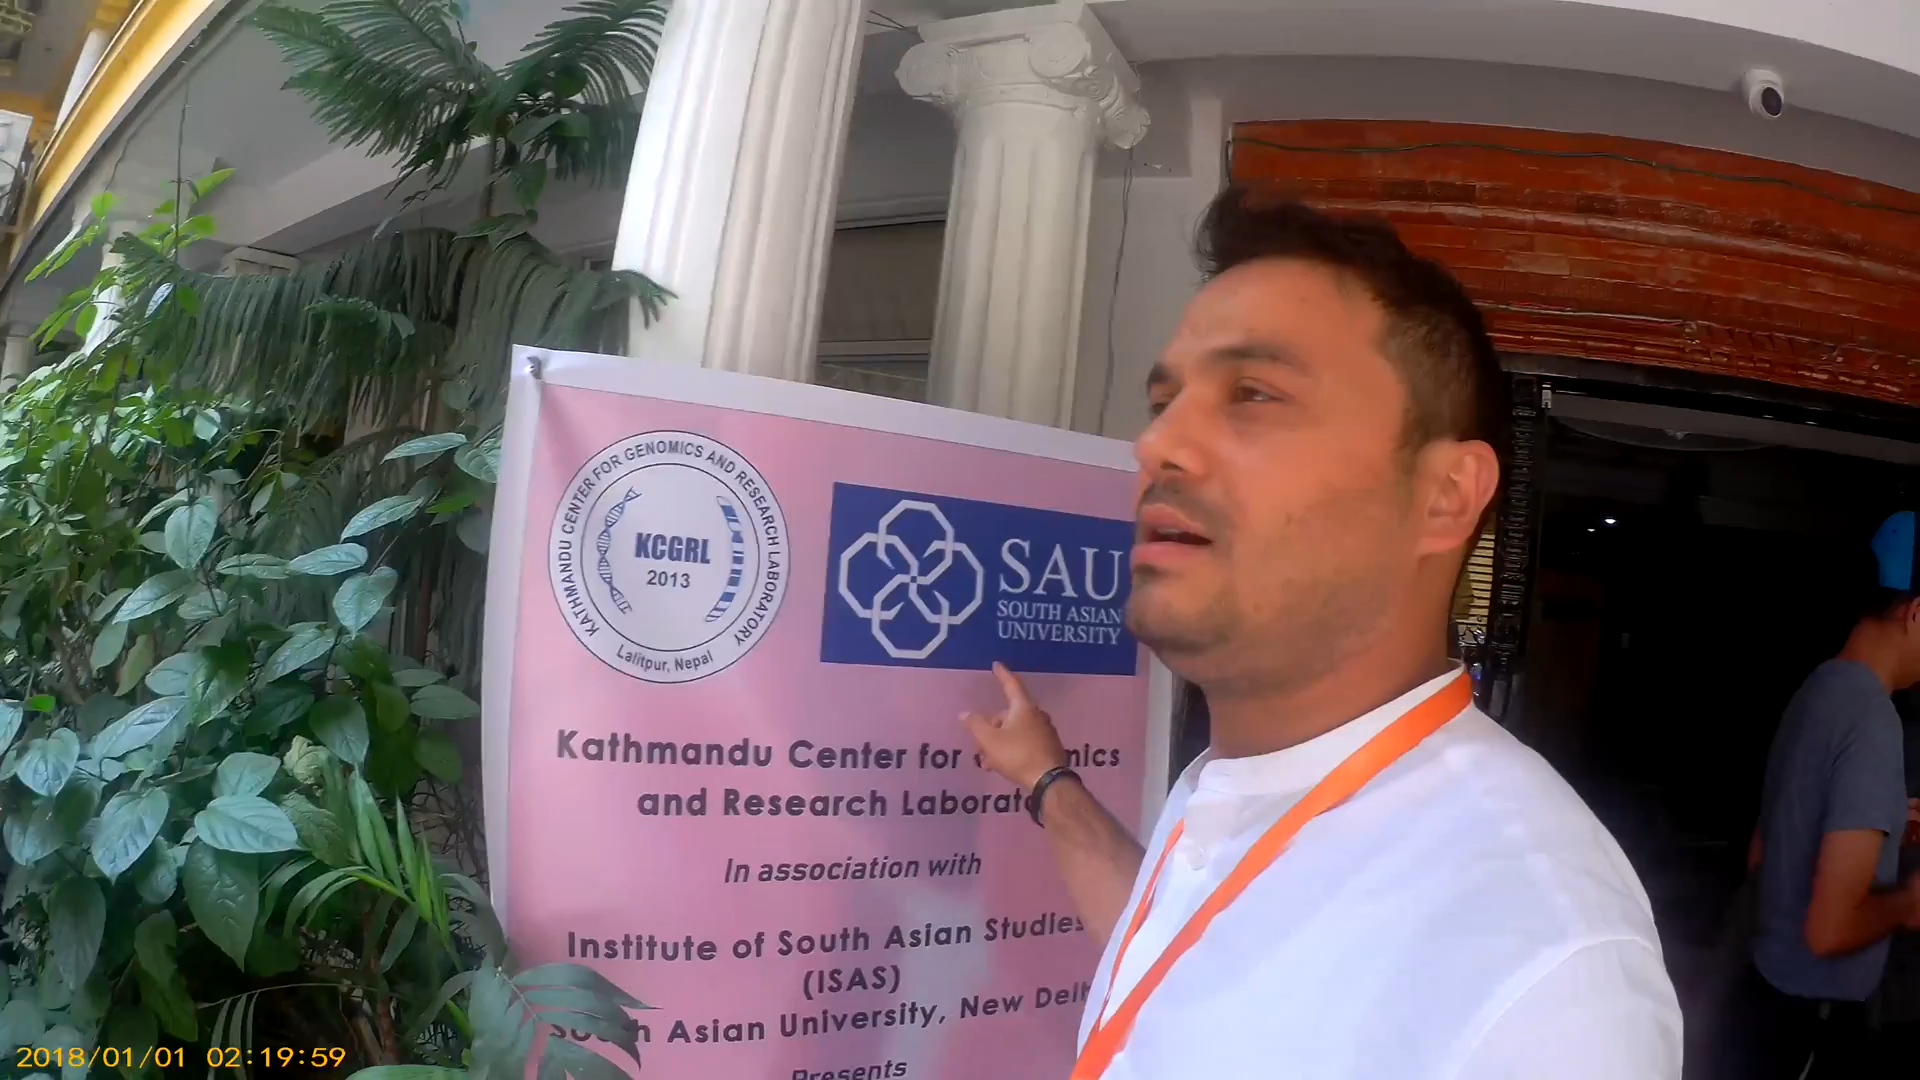 KATHMANDU CENTER FOR GENOMICS AND RESEARCH LABORATORY
KCGRL
2013
Lalitpur, Nepal
SAU
SOUTH ASIAN
UNIVERSITY
Kathmandu Center for
and Research
In association with
Institute of South Asian Studies
(ISAS)
South Asian University, New Delhi
Presents
2018/01/01 02:19:59